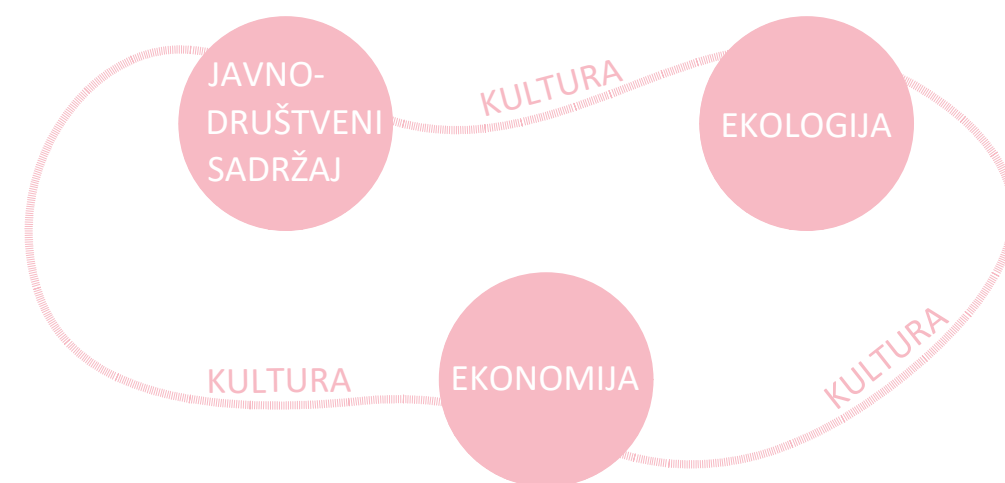 JAVNO-
DRUŠTVENI
SADRŽAJ
KULTURA
EKOLOGIJA
KULTURA
EKONOMIJA
KULTURA